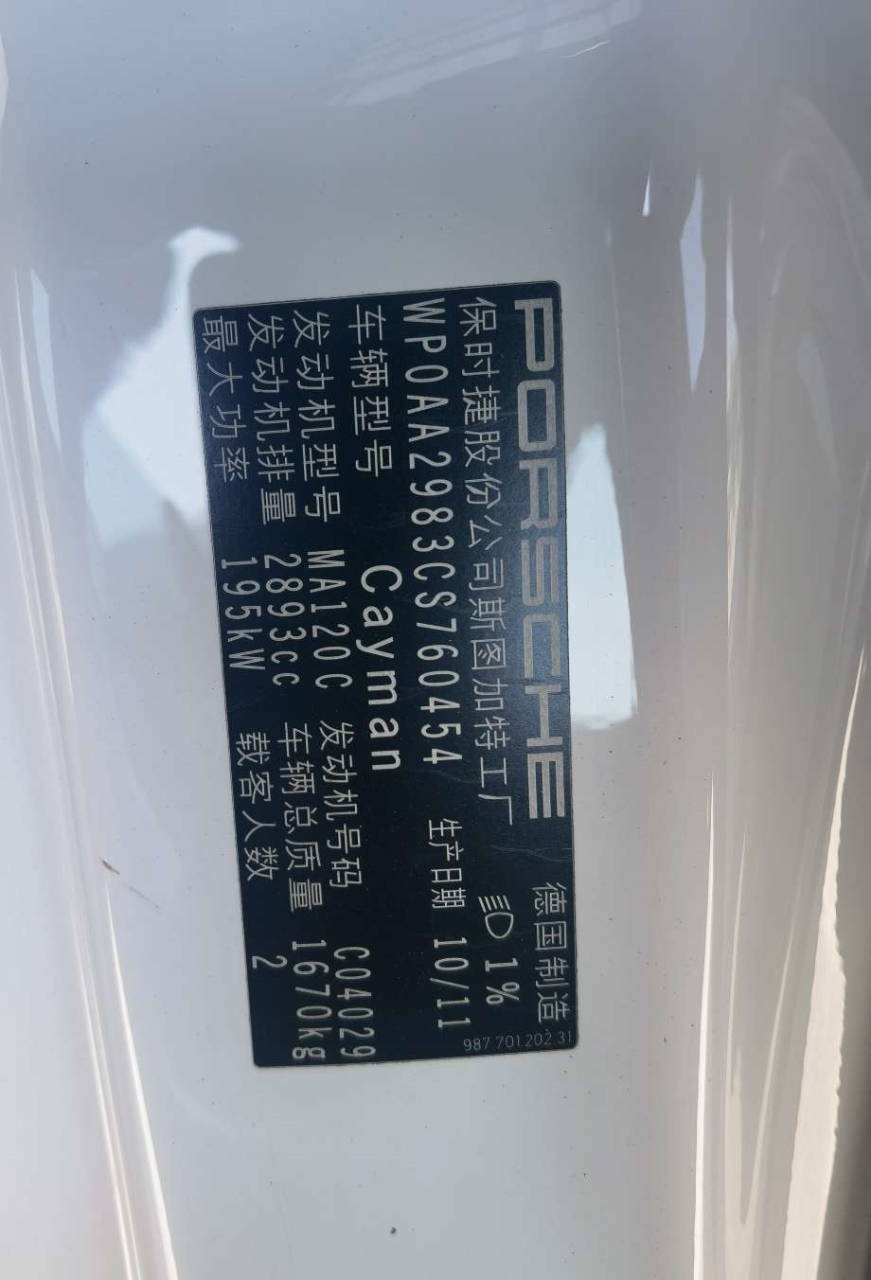 PORSCHE 德国制造
保时捷股份公司斯图加特工厂 1%
WP0AA2983CS760454 生产日期 10/11
车辆型号 Cayman
发动机型号 MA120C 发动机号码 C04029
发动机排量 2893cc 车辆总质量 1670kg
最大功率 195kW 载客人数 2
987.701.202.31